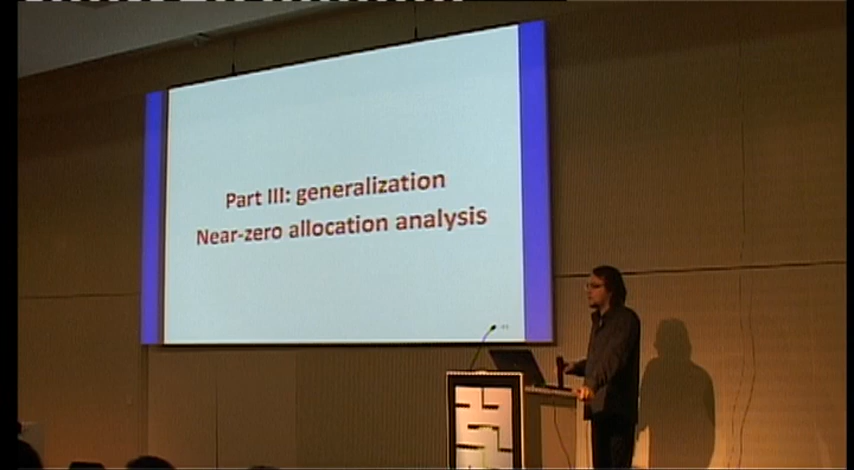 Part III: generalization
Near-zero allocation analysis